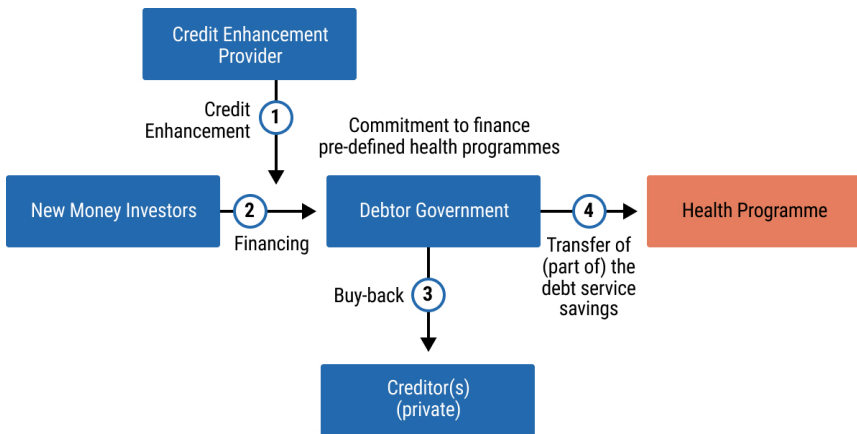 Credit Enhancement
Provider
Credit
Enhancement
1
Commitment to finance
pre-defined health programmes
New Money Investors
2
Financing
Debtor Government
4
Health Programme
Transfer of
(part of) the
debt service
savings
Buy-back
3
Creditor(s)
(private)